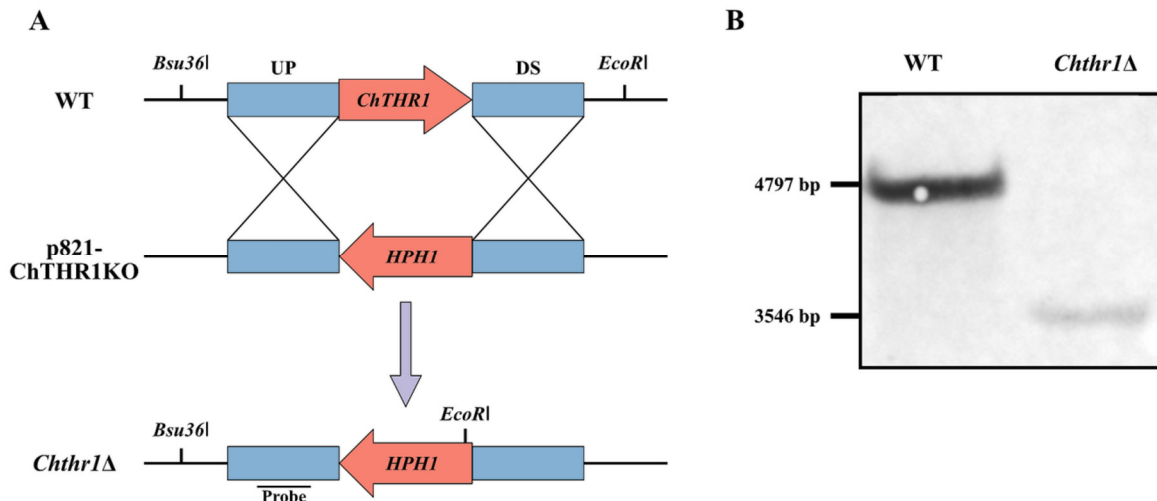 A
Bsu36I
UP
DS
EcoRI
WT
ChTHR1
p821-
ChTHR1KO
HPH1
Bsu36I
EcoRI
Chthr1Δ
HPH1
Probe
B
WT
Chthr1Δ
4797 bp
3546 bp